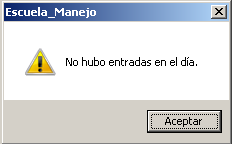 Escuela_Manejo
No hubo entradas en el día.
Aceptar